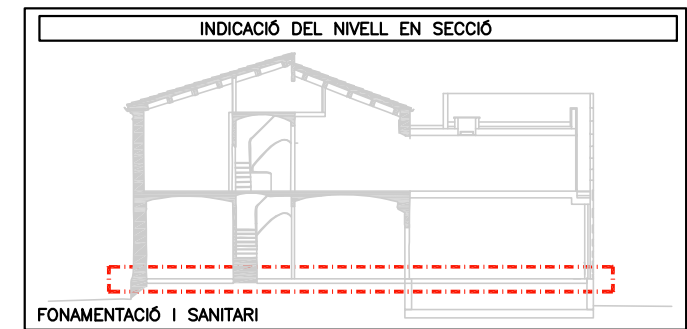 INDICACIÓ DEL NIVELL EN SECCIÓ
FONAMENTACIÓ I SANITARI